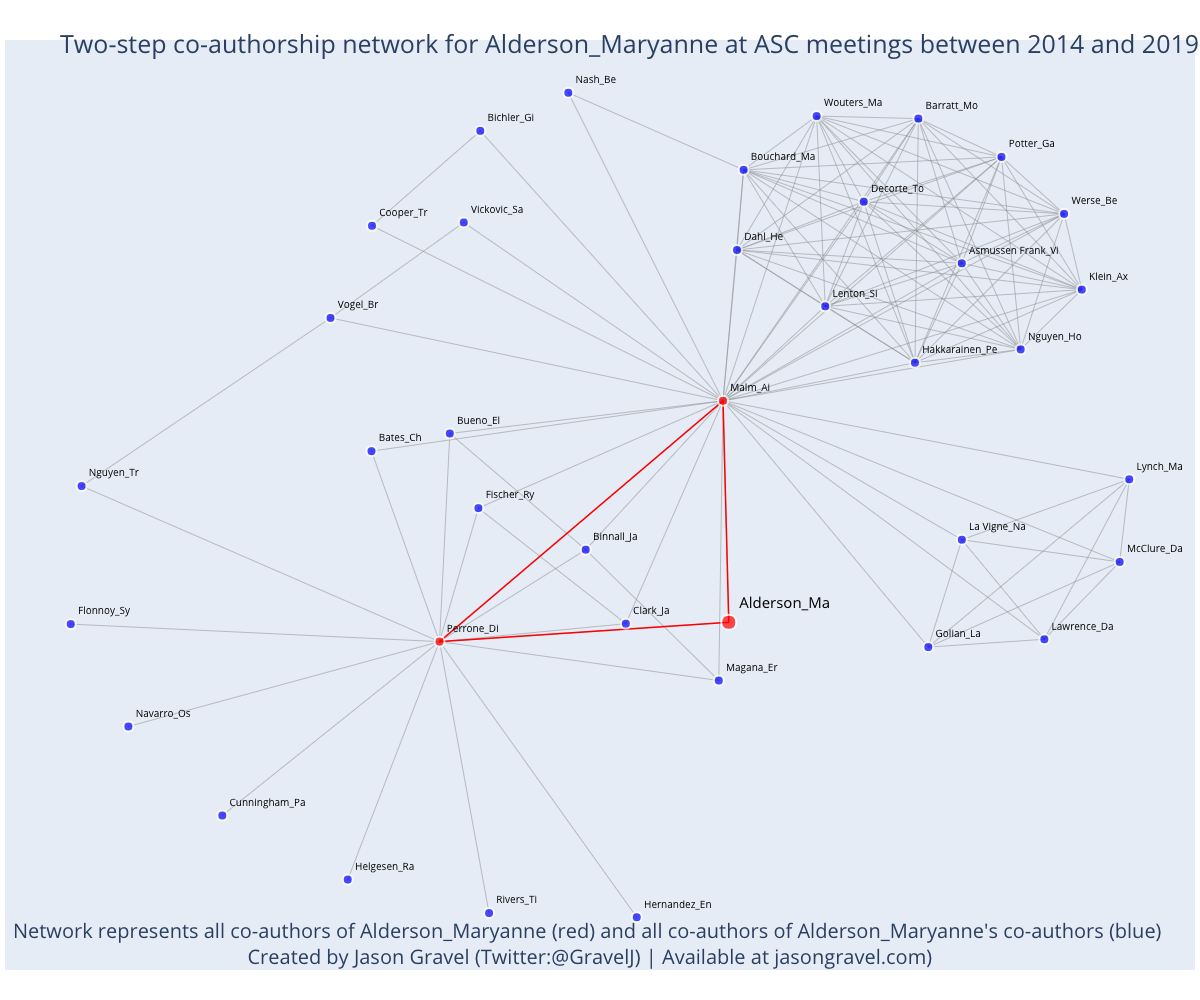 Two-step co-authorship network for Alderson_Maryanne at ASC meetings between 2014 and 2019
Nash_Be
Wouters_Ma
Barratt_Mo
Bichler_Gi
Potter_Ga
Bouchard_Ma
Decorte_To
Werse_Be
Cooper_Tr
Vickovic_Sa
Dahl_He
Asmussen Frank_Vi
Klein_Ax
Lenton_Si
Vogel_Br
Nguyen_Ho
Hakkarainen_Pe
Malm_Ai
Bueno_El
Bates_Ch
Lynch_Ma
Nguyen_Tr
Fischer_Ry
La Vigne_Na
Binnall_Ja
McClure_Da
Alderson_Ma
Flonnoy_Sy
Clark_Ja
Perrone_Di
Lawrence_Da
Golian_La
Magana_Er
Navarro_Os
Cunningham_Pa
Helgesen_Ra
Rivers_Ti
Hernandez_En
Network represents all co-authors of Alderson_Maryanne (red) and all co-authors of Alderson_Maryanne's co-authors (blue)
Created by Jason Gravel (Twitter:@GravelJ) | Available at jasongravel.com)